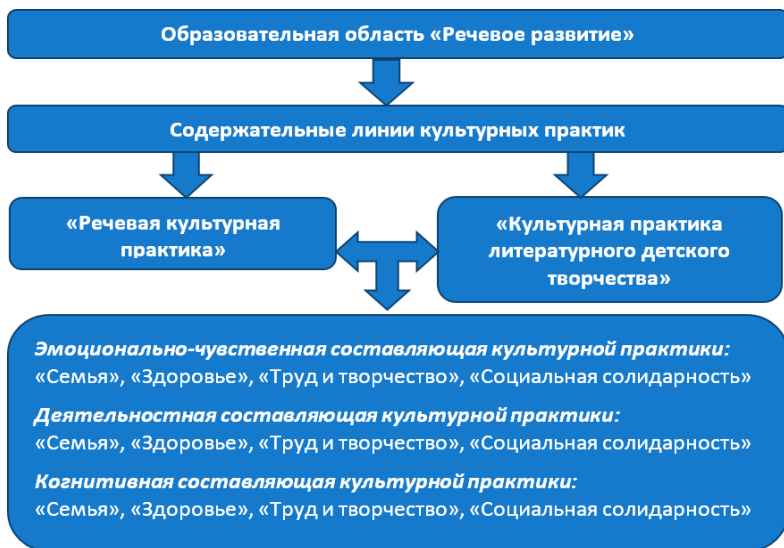 Образовательная область «Речевое развитие»
Содержательные линии культурных практик
«Речевая культурная
практика»
«Культурная практика
литературного детского
творчества»
Эмоционально-чувственная составляющая культурной практики:
«Семья», «Здоровье», «Труд и творчество», «Социальная солидарность»
Деятельностная составляющая культурной практики:
«Семья», «Здоровье», «Труд и творчество», «Социальная солидарность»
Когнитивная составляющая культурной практики:
«Семья», «Здоровье», «Труд и творчество», «Социальная солидарность»